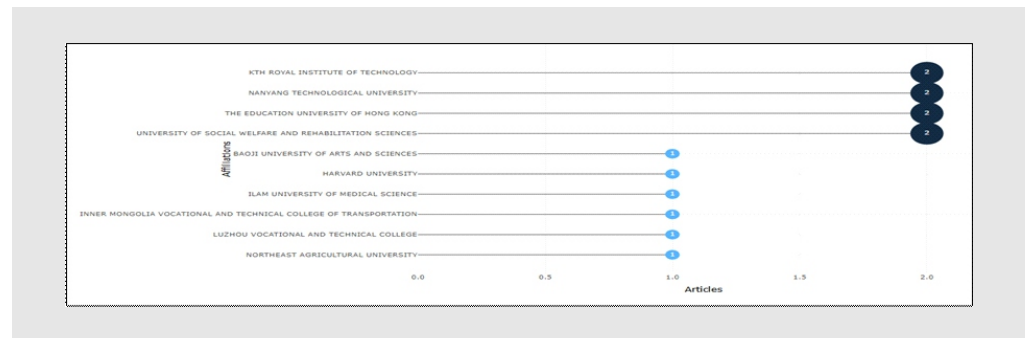 KTH ROYAL INSTITUTE OF TECHNOLOGY 2
NANYANG TECHNOLOGICAL UNIVERSITY 2
THE EDUCATION UNIVERSITY OF HONG KONG 2
UNIVERSITY OF SOCIAL WELFARE AND REHABILITATION SCIENCES 2
Affiliations
BAOJI UNIVERSITY OF ARTS AND SCIENCES 1
HARVARD UNIVERSITY 1
ILAM UNIVERSITY OF MEDICAL SCIENCE 1
INNER MONGOLIA VOCATIONAL AND TECHNICAL COLLEGE OF TRANSPORTATION 1
LUZHOU VOCATIONAL AND TECHNICAL COLLEGE 1
NORTHEAST AGRICULTURAL UNIVERSITY 1
0.0 0.5 1.0 1.5 2.0
Articles